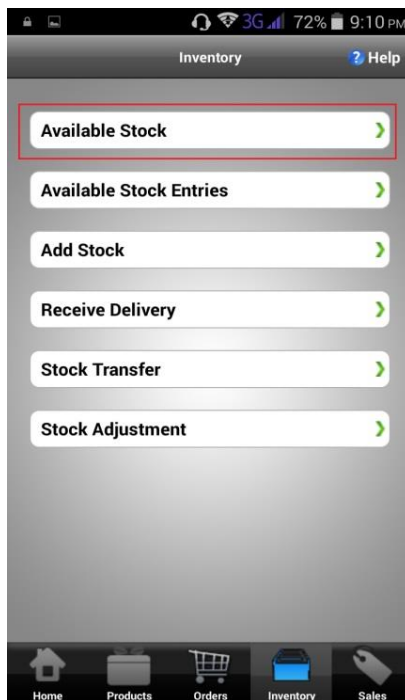 3G 72% 9:10 PM
Inventory ? Help
Available Stock
Available Stock Entries
Add Stock
Receive Delivery
Stock Transfer
Stock Adjustment
Home Products Orders Inventory Sales